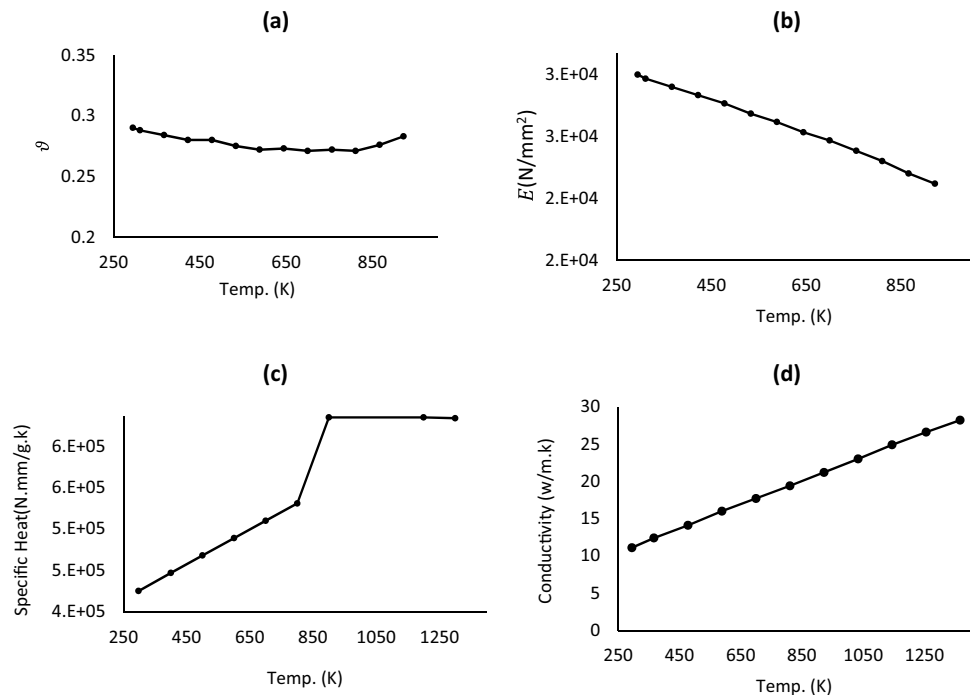 (a)
0.35
0.3
0.25
0.2
ϑ
250 450 650 850
Temp. (K)
(b)
3.E+04
3.E+04
2.E+04
2.E+04
E(N/mm²)
250 450 650 850
Temp. (K)
(c)
6.E+05
6.E+05
5.E+05
5.E+05
4.E+05
Specific Heat(N.mm/g.k)
250 450 650 850 1050 1250
Temp. (K)
(d)
30
25
20
15
10
5
0
Conductivity (w/m.k)
250 450 650 850 1050 1250
Temp. (K)